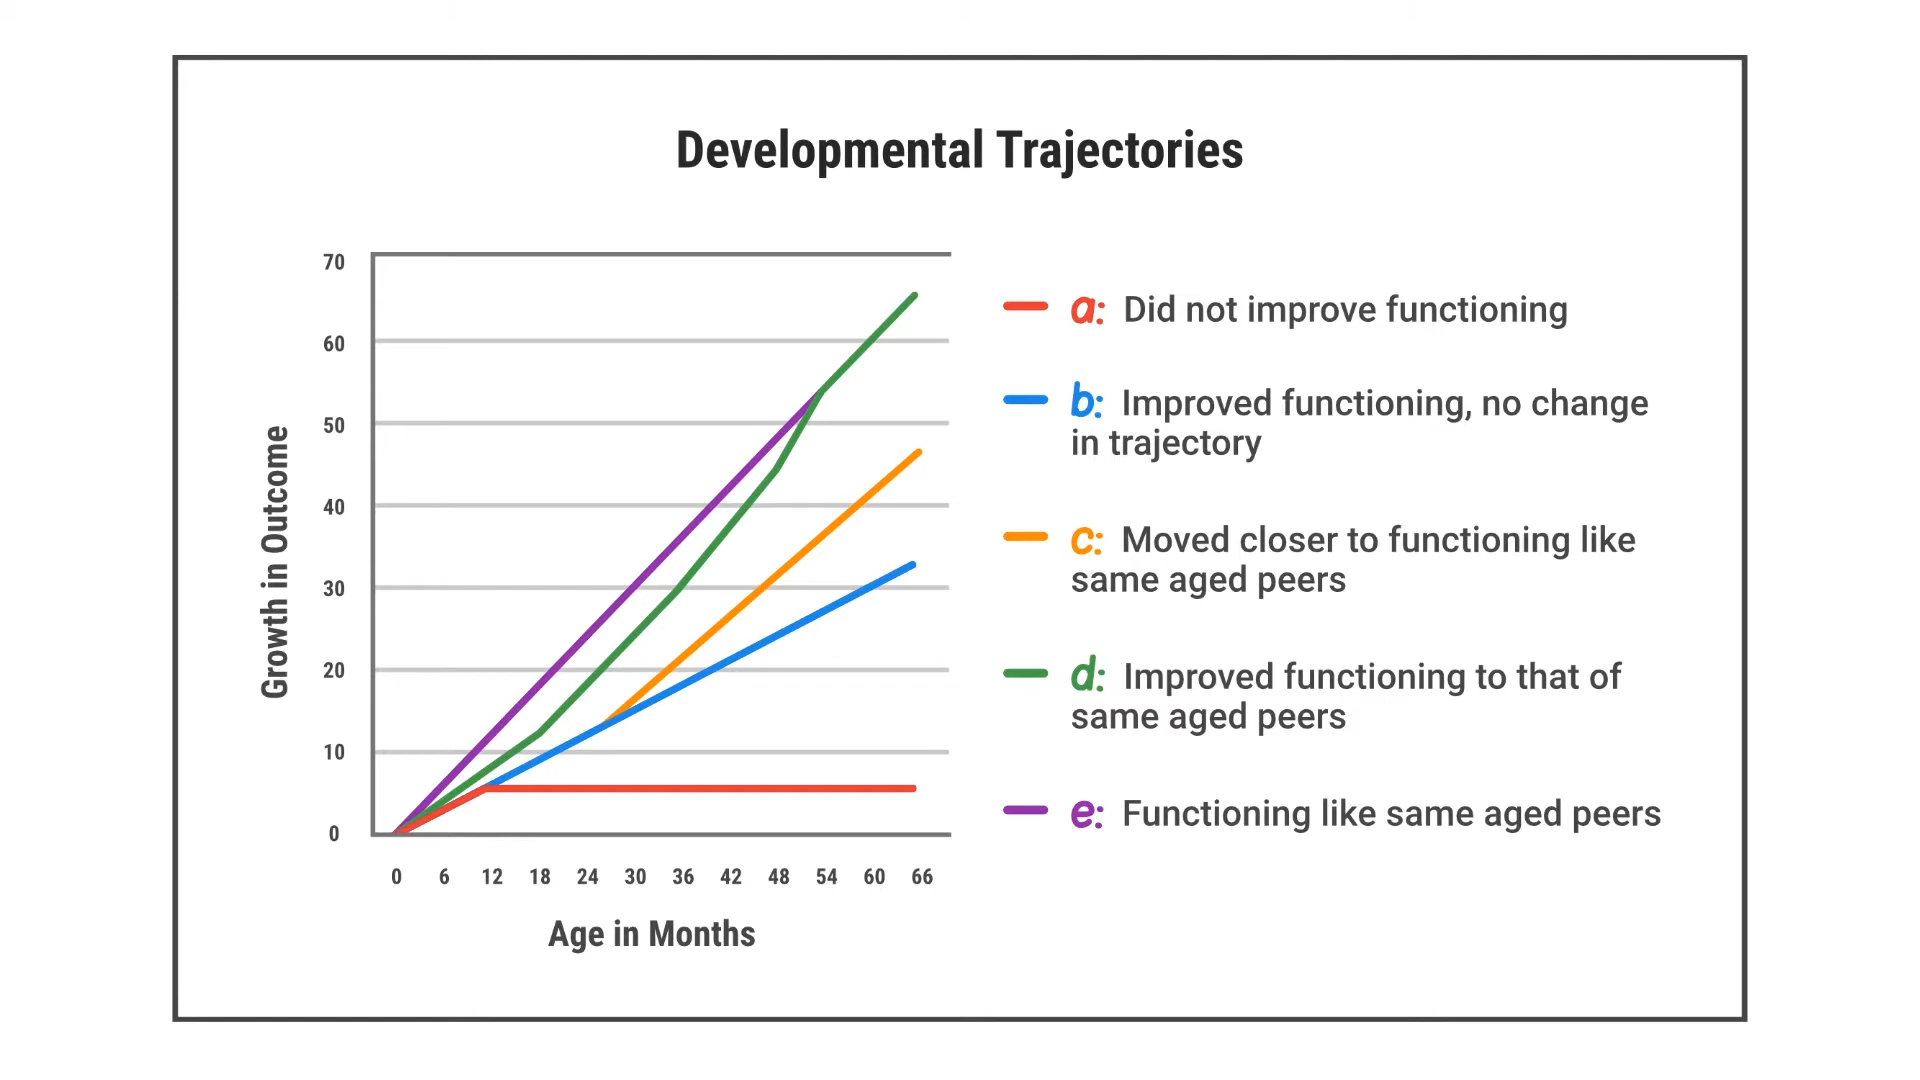 Developmental Trajectories
Growth in Outcome
70
60
50
40
30
20
10
0
0 6 12 18 24 30 36 42 48 54 60 66
Age in Months
a: Did not improve functioning
b: Improved functioning, no change
in trajectory
c: Moved closer to functioning like
same aged peers
d: Improved functioning to that of
same aged peers
e: Functioning like same aged peers